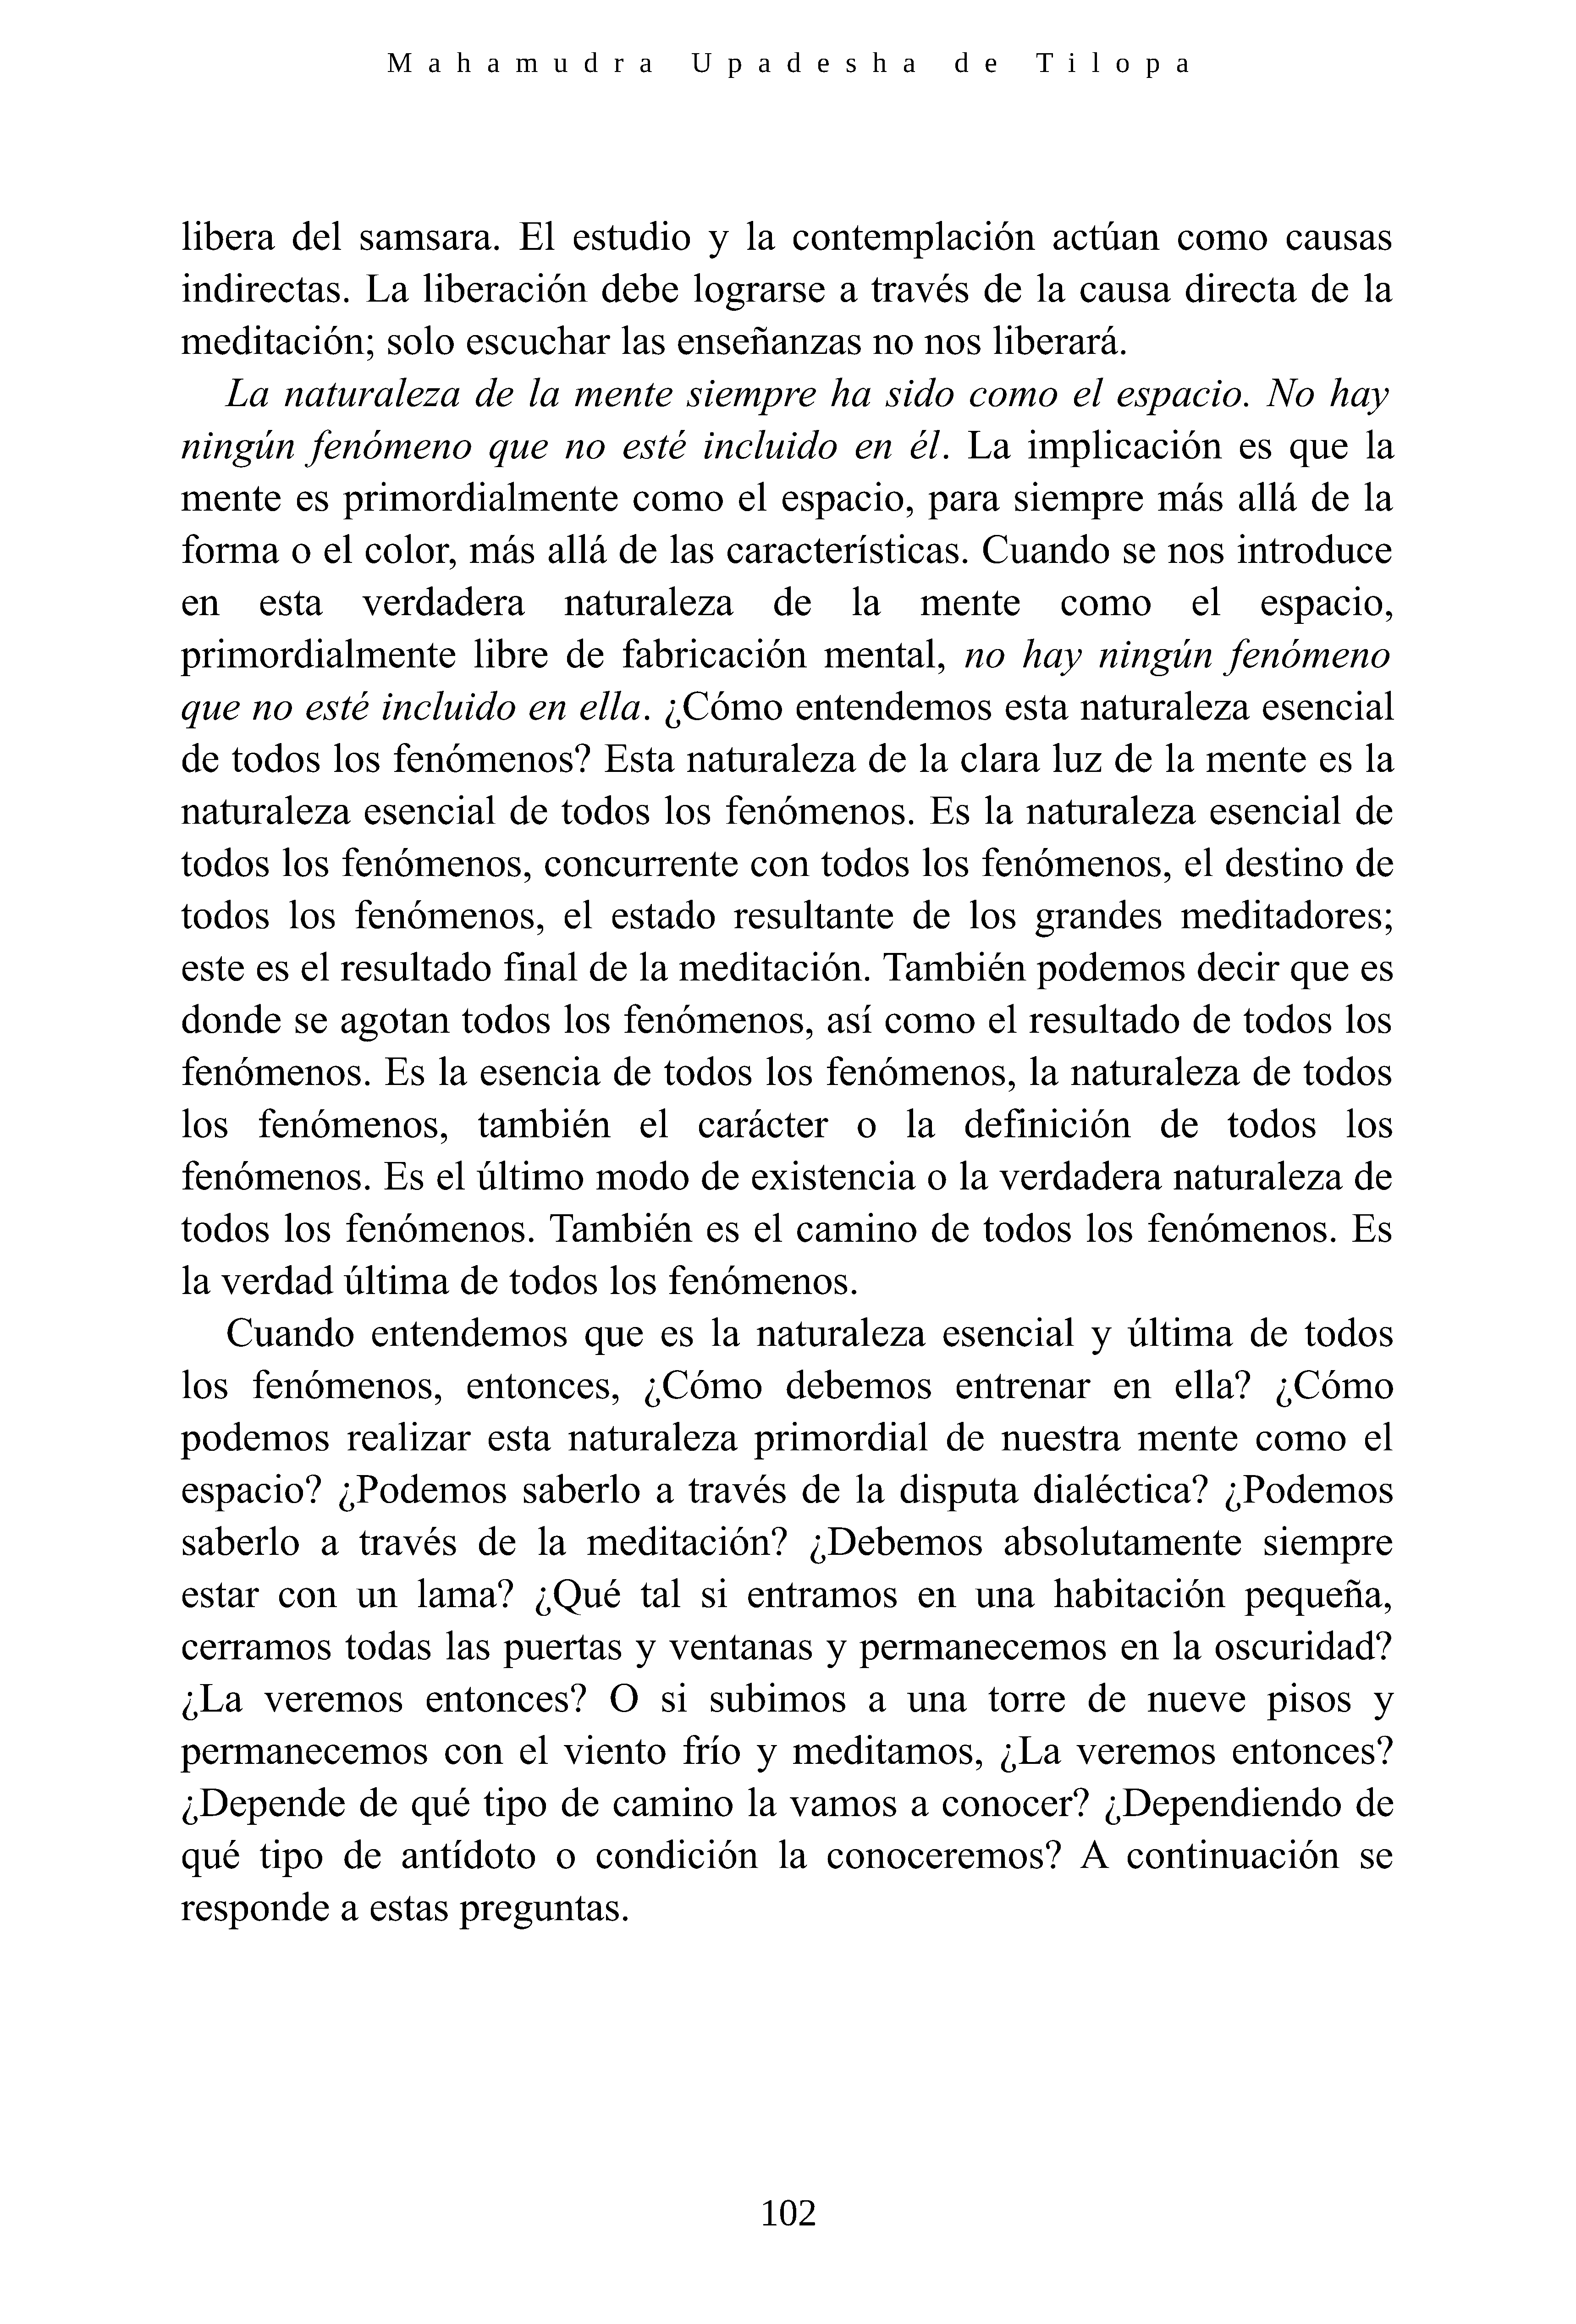 Mahamudra Upadesha de Tilopa
libera del samsara. El estudio y la contemplación actúan como causas
indirectas. La liberación debe lograrse a través de la causa directa de la
meditación; solo escuchar las enseñanzas no nos liberará.
La naturaleza de la mente siempre ha sido como el espacio. No hay
ningún fenómeno que no esté incluido en él. La implicación es que la
mente es primordialmente como el espacio, para siempre más allá de la
forma o el color, más allá de las características. Cuando se nos introduce
en esta verdadera naturaleza de la mente como el espacio,
primordialmente libre de fabricación mental, no hay ningún fenómeno
que no esté incluido en ella. ¿Cómo entendemos esta naturaleza esencial
de todos los fenómenos? Esta naturaleza de la clara luz de la mente es la
naturaleza esencial de todos los fenómenos. Es la naturaleza esencial de
todos los fenómenos, concurrente con todos los fenómenos, el destino de
todos los fenómenos, el estado resultante de los grandes meditadores;
este es el resultado final de la meditación. También podemos decir que es
donde se agotan todos los fenómenos, así como el resultado de todos los
fenómenos. Es la esencia de todos los fenómenos, la naturaleza de todos
los fenómenos, también el carácter o la definición de todos los
fenómenos. Es el último modo de existencia o la verdadera naturaleza de
todos los fenómenos. También es el camino de todos los fenómenos. Es
la verdad última de todos los fenómenos.
Cuando entendemos que es la naturaleza esencial y última de todos
los fenómenos, entonces, ¿Cómo debemos entrenar en ella? ¿Cómo
podemos realizar esta naturaleza primordial de nuestra mente como el
espacio? ¿Podemos saberlo a través de la disputa dialéctica? ¿Podemos
saberlo a través de la meditación? ¿Debemos absolutamente siempre
estar con un lama? ¿Qué tal si entramos en una habitación pequeña,
cerramos todas las puertas y ventanas y permanecemos en la oscuridad?
¿La veremos entonces? O si subimos a una torre de nueve pisos y
permanecemos con el viento frío y meditamos, ¿La veremos entonces?
¿Depende de qué tipo de camino la vamos a conocer? ¿Dependiendo de
qué tipo de antídoto o condición la conoceremos? A continuación se
responde a estas preguntas.
102